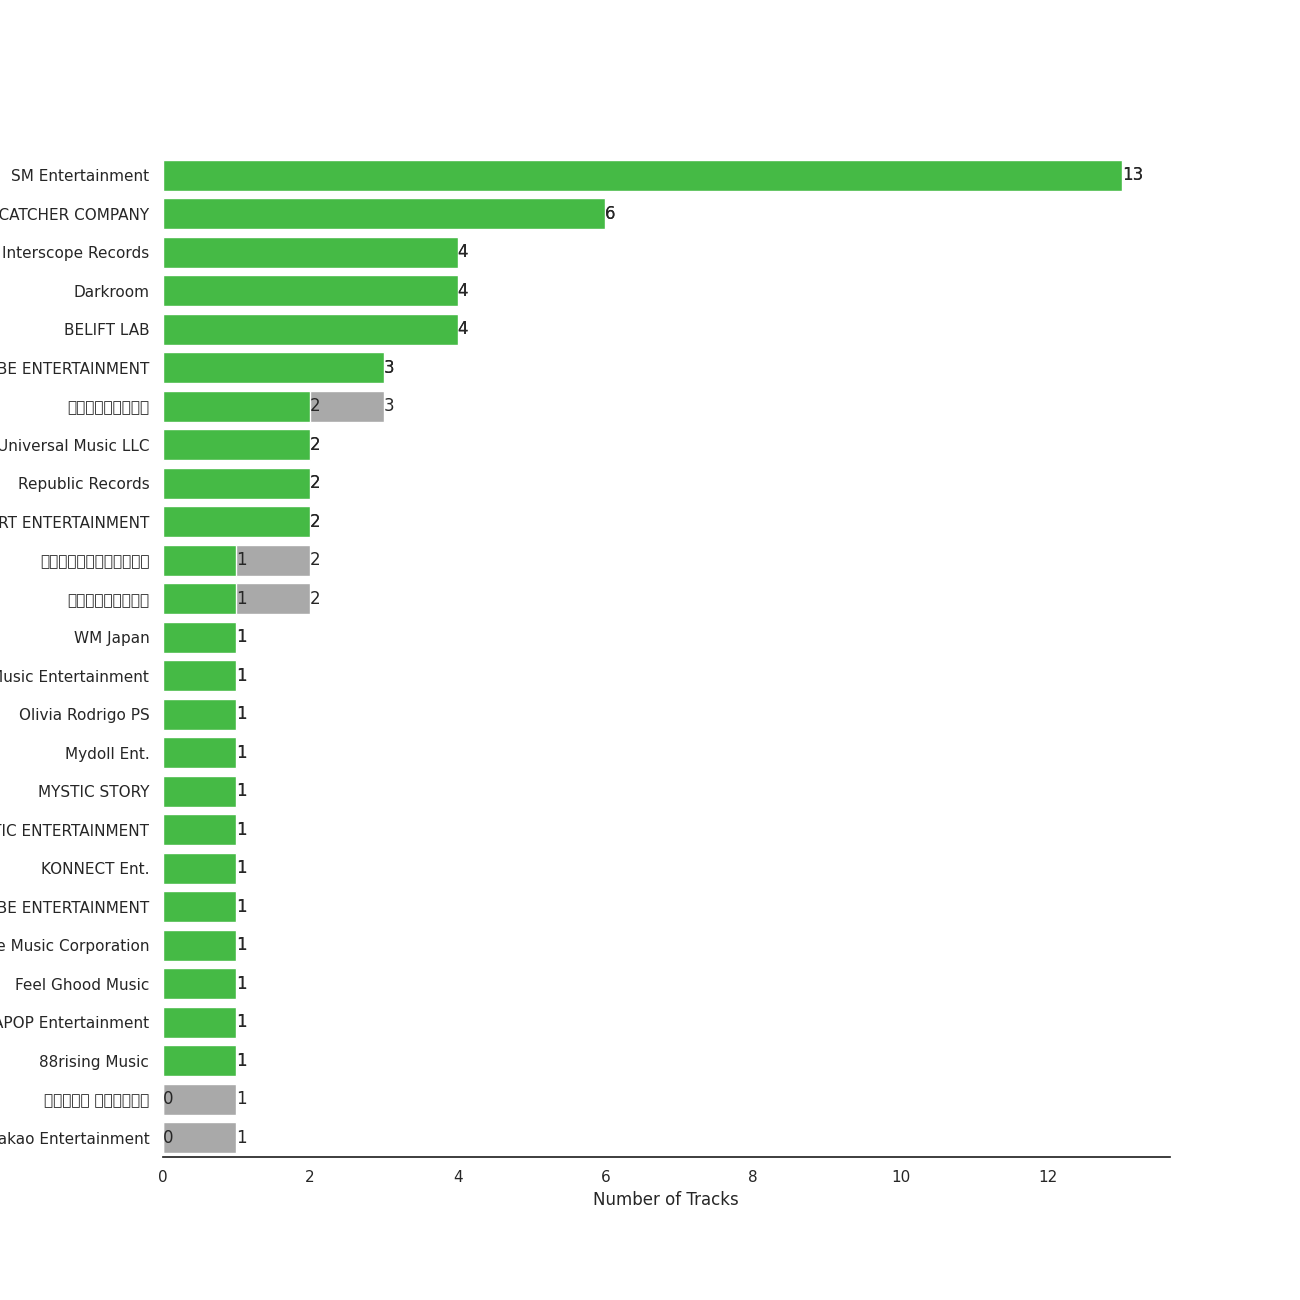 SM Entertainment 13
CATCHER COMPANY 6
Interscope Records 4
Darkroom 4
BELIFT LAB 4
BE ENTERTAINMENT 3
2 3
Universal Music LLC 2
Republic Records 2
RT ENTERTAINMENT 2
1 2
1 2
WM Japan 1
Music Entertainment 1
Olivia Rodrigo PS 1
Mydoll Ent. 1
MYSTIC STORY 1
TIC ENTERTAINMENT 1
KONNECT Ent. 1
BE ENTERTAINMENT 1
e Music Corporation 1
Feel Ghood Music 1
APOP Entertainment 1
88rising Music 1
0 1
akao Entertainment 0 1
0 2 4 6 8 10 12
Number of Tracks